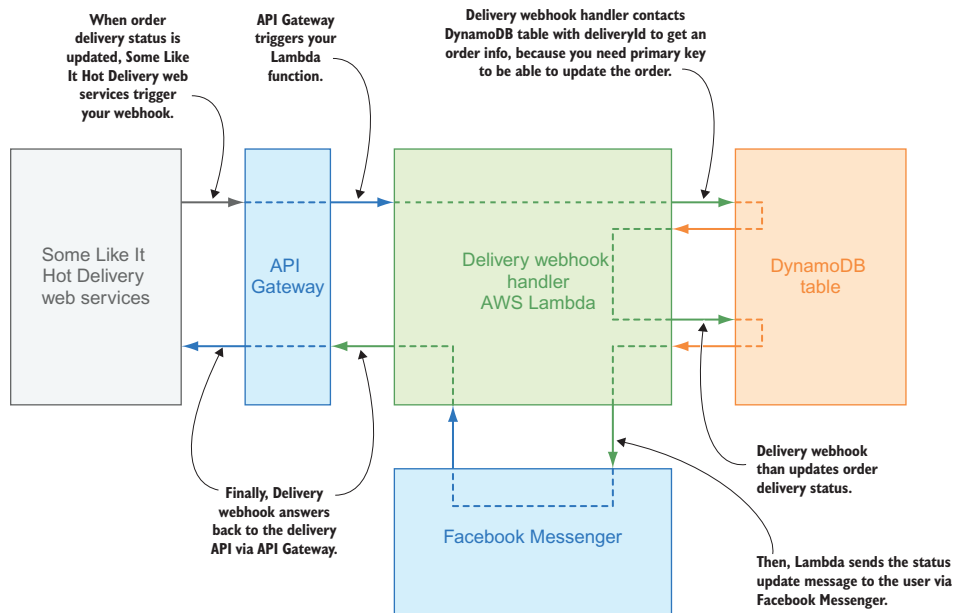 When order
delivery status is
updated, Some Like
It Hot Delivery web
services trigger
your webhook.
API Gateway
triggers your
Lambda
function.
Delivery webhook handler contacts
DynamoDB table with deliveryId to get an
order info, because you need primary key
to be able to update the order.
Some Like It
Hot Delivery
web services
API
Gateway
Delivery webhook
handler
AWS Lambda
DynamoDB
table
Finally, Delivery
webhook answers
back to the delivery
API via API Gateway.
Facebook Messenger
Delivery webhook
than updates order
delivery status.
Then, Lambda sends the status
update message to the user via
Facebook Messenger.